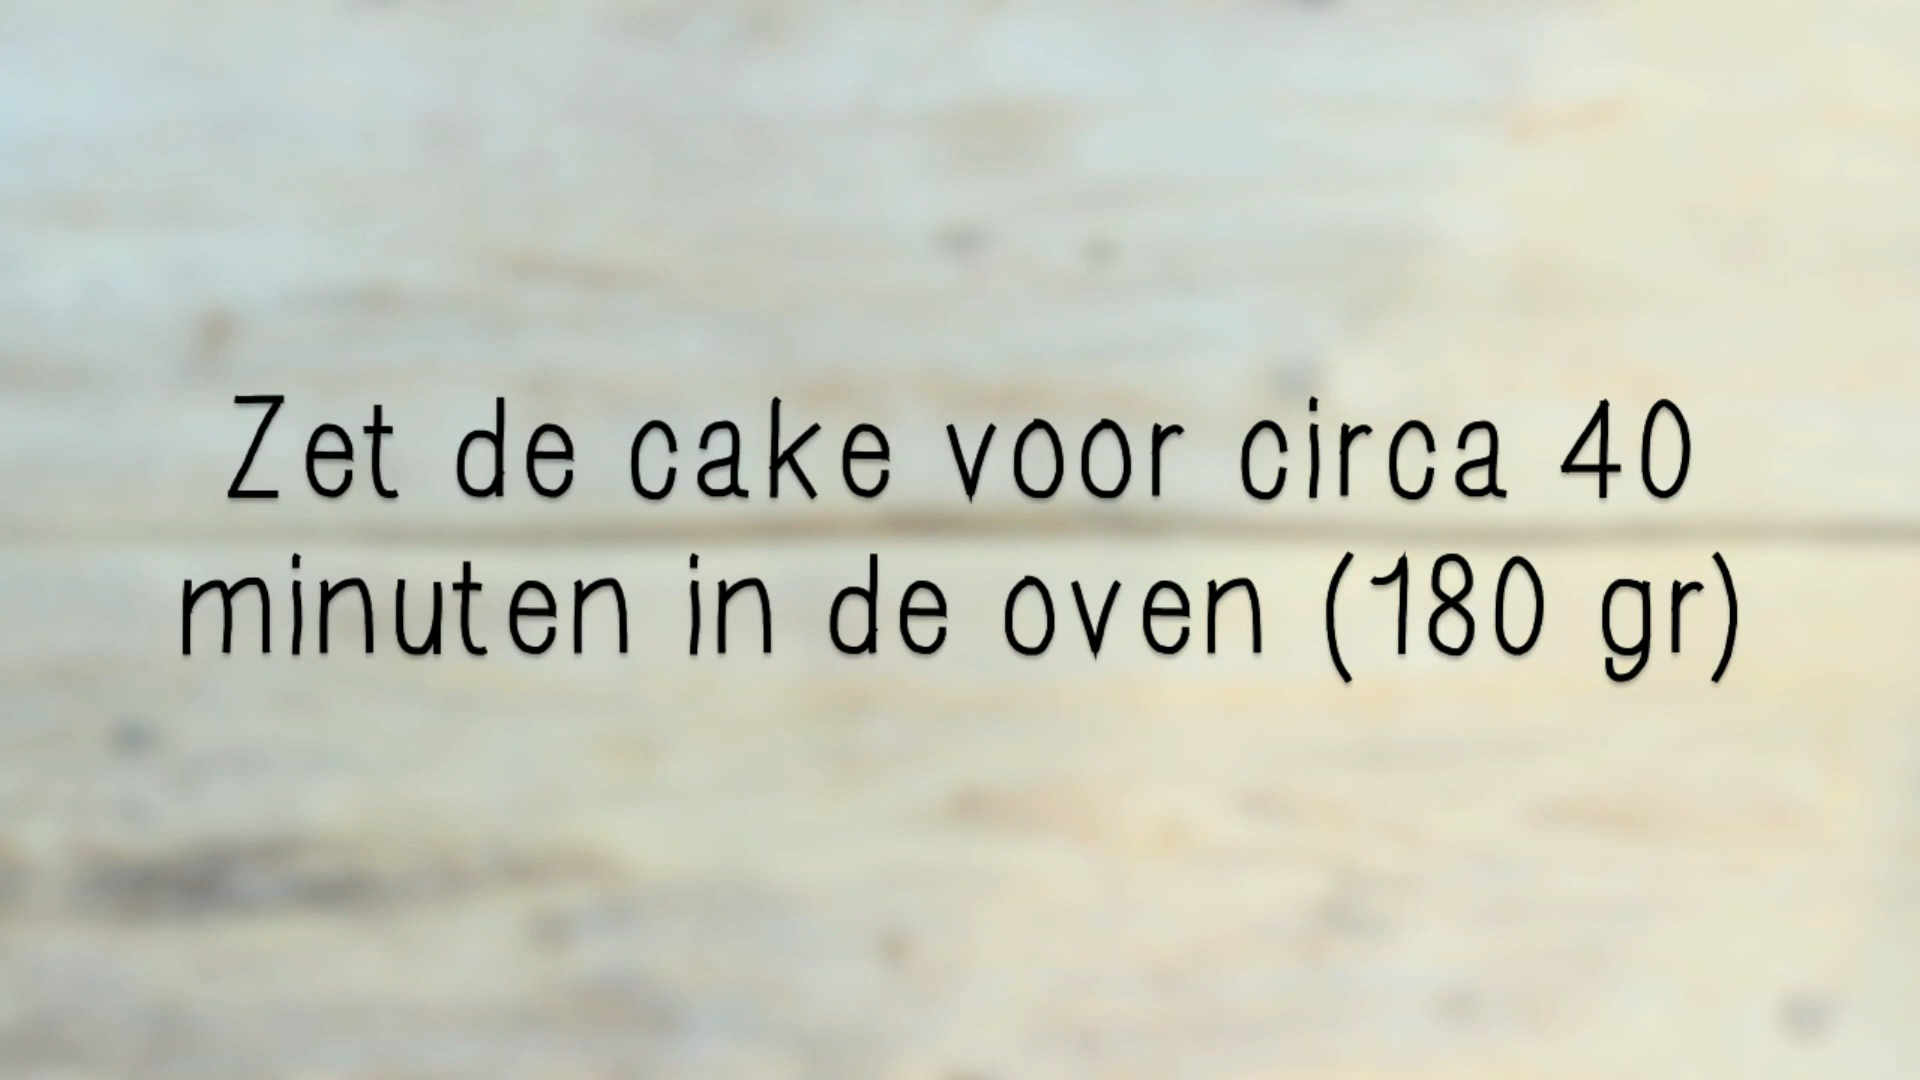 Zet de cake voor circa 40
minuten in de oven (180 gr)